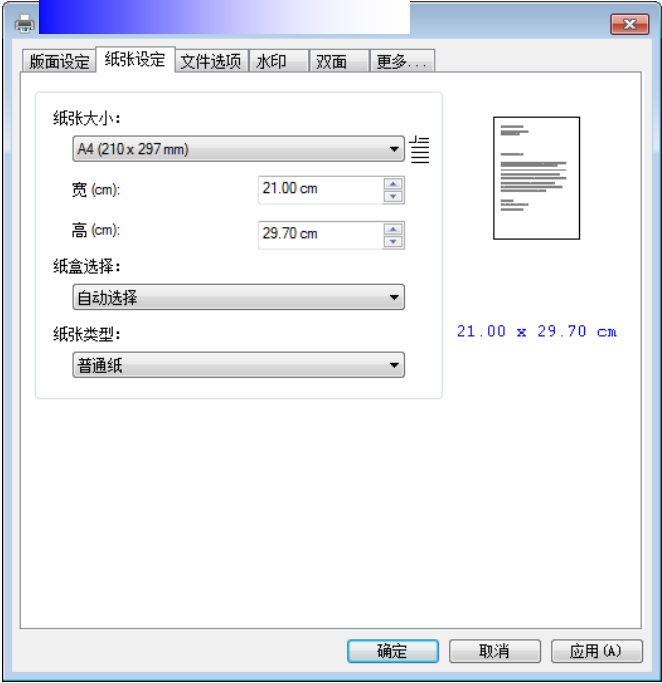 版面设定 纸张设定 文件选项 水印 双面 更多...
纸张大小:
A4 (210 x 297 mm)
宽 (cm): 21.00 cm
高 (cm): 29.70 cm
纸盒选择:
自动选择
纸张类型:
普通纸
21.00 x 29.70 cm
确定 取消 应用(A)